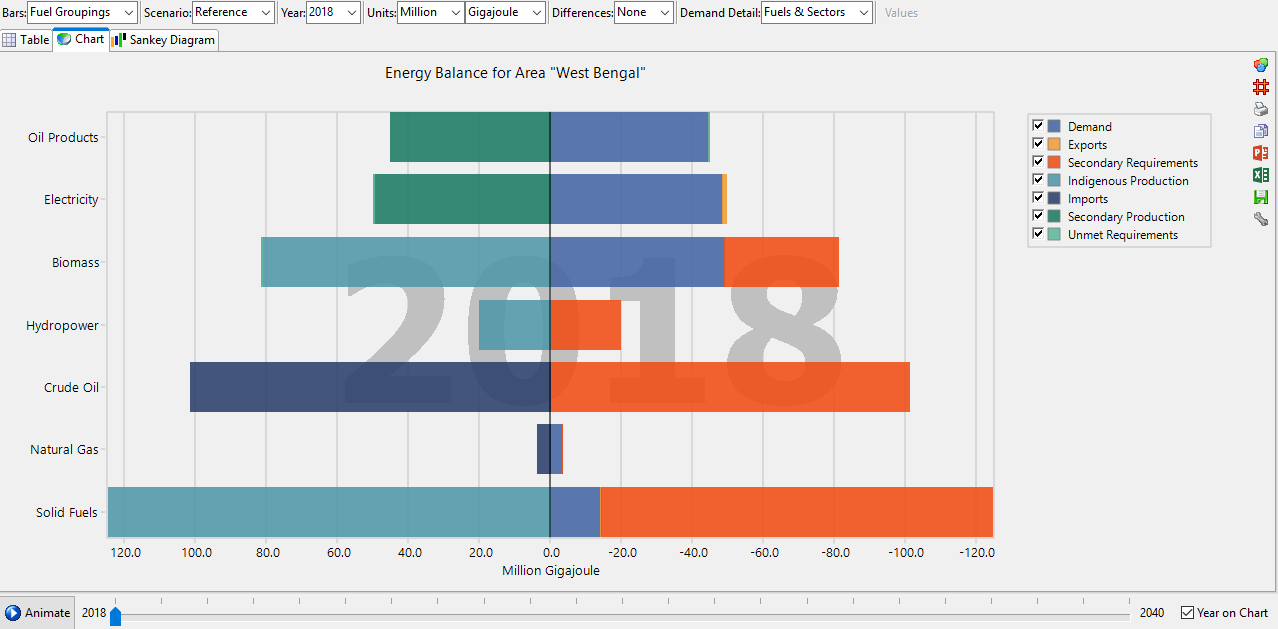 Bars: Fuel Groupings Scenario: Reference Year: 2018 Units: Million Gigajoule Differences: None Demand Detail: Fuels & Sectors Values
Table Chart Sankey Diagram
Energy Balance for Area "West Bengal"
Oil Products
Electricity
Biomass
Hydropower
Crude Oil
Natural Gas
Solid Fuels
2018
120.0 100.0 80.0 60.0 40.0 20.0 0.0 -20.0 -40.0 -60.0 -80.0 -100.0 -120.0
Million Gigajoule
Demand
Exports
Secondary Requirements
Indigenous Production
Imports
Secondary Production
Unmet Requirements
Animate 2018 2040 Year on Chart